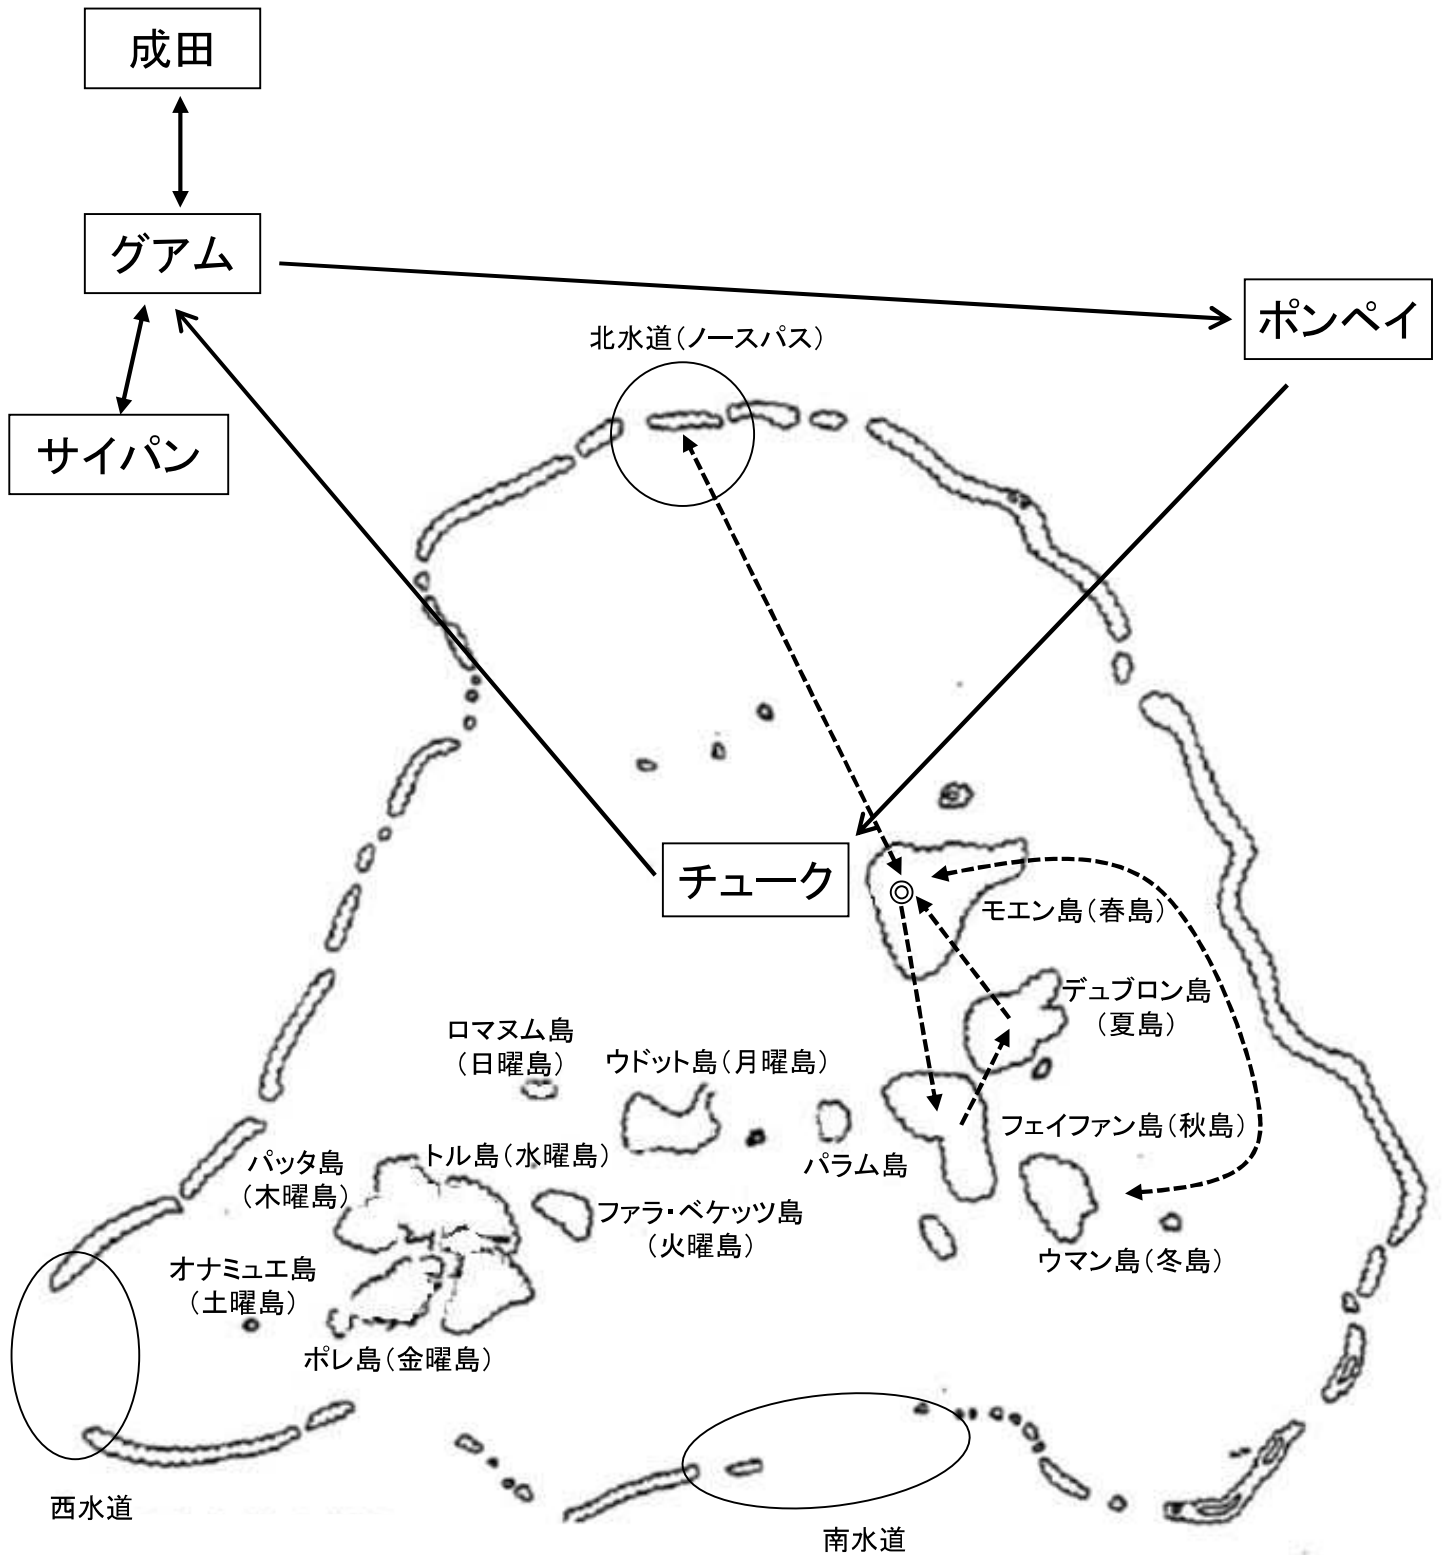 成田
グアム
ポンペイ
北水道(ノースパス)
サイパン
チューク
モエン島(春島)
デュブロン島
(夏島)
ロマヌム島
(日曜島)
ウドット島(月曜島)
フェイファン島(秋島)
パッタ島
(木曜島)
トル島(水曜島)
パラム島
ファラ・ベケッツ島
(火曜島)
ウマン島(冬島)
オナミュエ島
(土曜島)
ポレ島(金曜島)
西水道
南水道